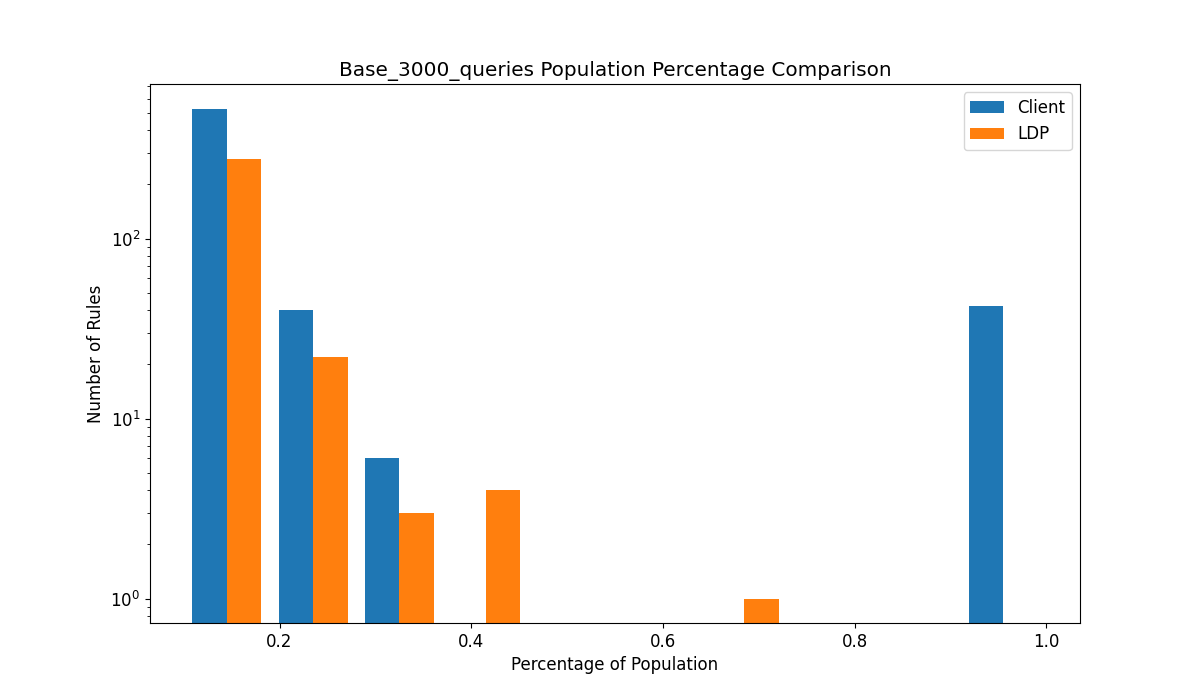 Base_3000_queries Population Percentage Comparison
Client
LDP
Number of Rules
10²
10¹
10⁰
0.2 0.4 0.6 0.8 1.0
Percentage of Population